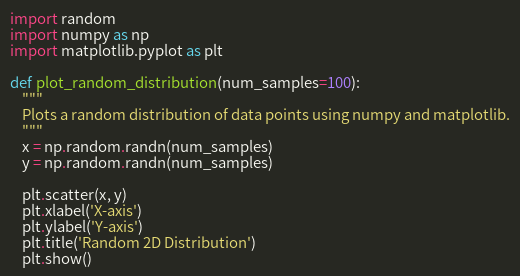 import random
import numpy as np
import matplotlib.pyplot as plt

def plot_random_distribution(num_samples=100):
    """
    Plots a random distribution of data points using numpy and matplotlib.
    """
    x = np.random.randn(num_samples)
    y = np.random.randn(num_samples)

    plt.scatter(x, y)
    plt.xlabel('X-axis')
    plt.ylabel('Y-axis')
    plt.title('Random 2D Distribution')
    plt.show()